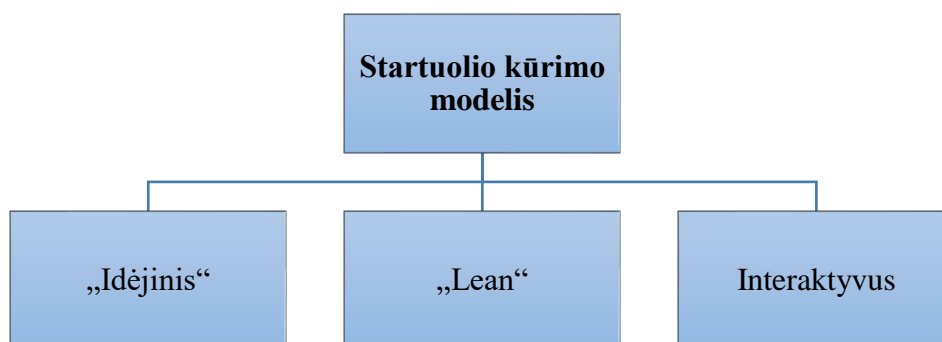 Startuolio kūrimo
modelis
„Idėjinis“
„Lean“
Interaktyvus